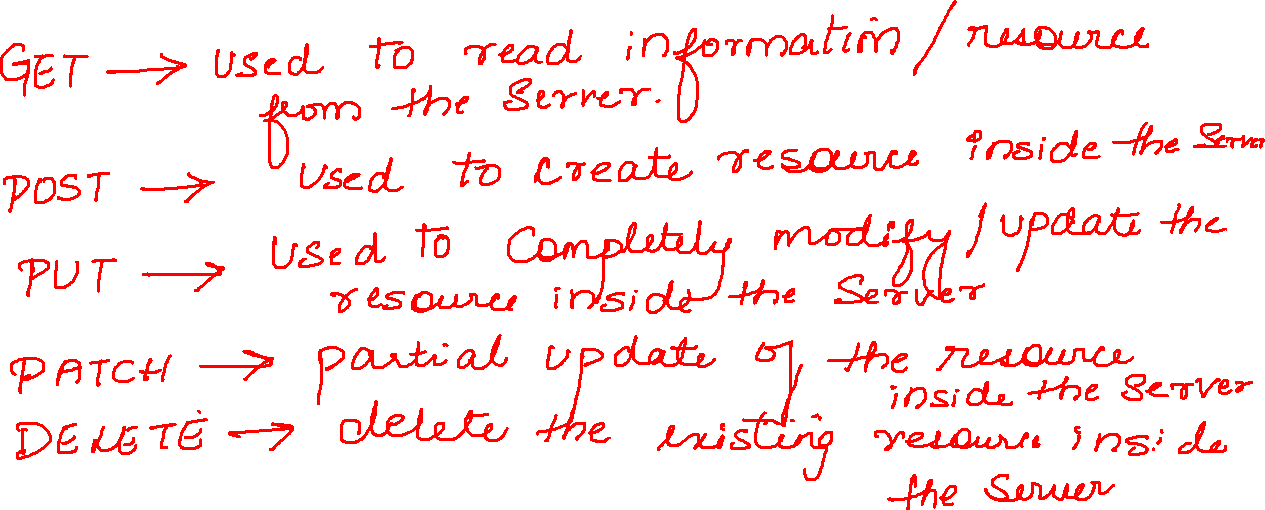 GET → used to read information / resource
from the Server.
POST → used to create resource inside the Server
PUT → used to Completely modify / update the
resource inside the Server
PATCH → partial update of the resource
inside the Server
DELETE → delete the existing resource inside
the Server